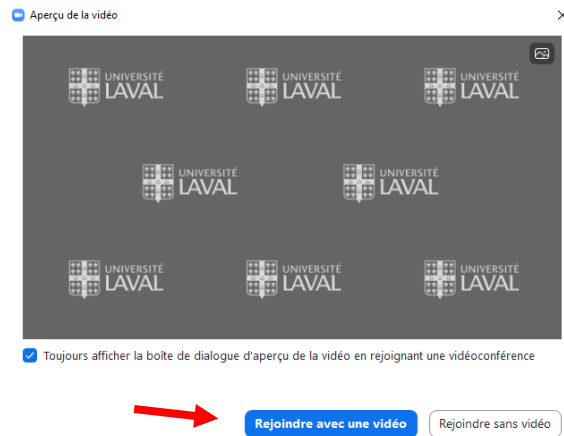 Aperçu de la vidéo
UNIVERSITÉ LAVAL UNIVERSITÉ LAVAL UNIVERSITÉ LAVAL
UNIVERSITÉ LAVAL UNIVERSITÉ LAVAL
UNIVERSITÉ LAVAL UNIVERSITÉ LAVAL UNIVERSITÉ LAVAL
Toujours afficher la boîte de dialogue d'aperçu de la vidéo en rejoignant une vidéoconférence
Rejoindre avec une vidéo Rejoindre sans vidéo